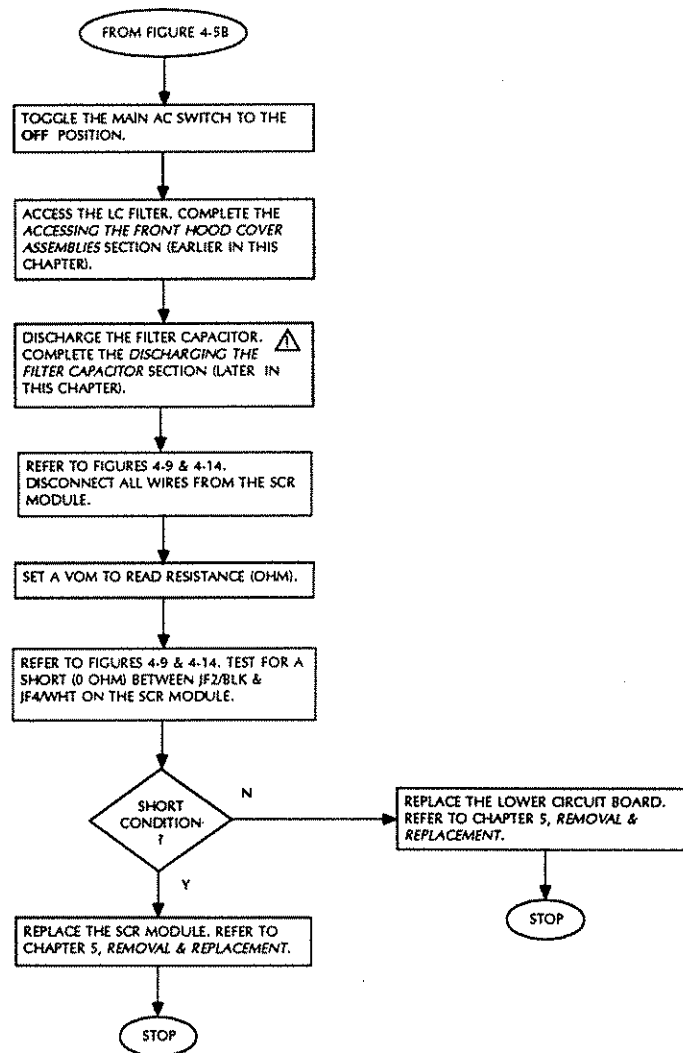 FROM FIGURE 4-5B
TOGGLE THE MAIN AC SWITCH TO THE
OFF POSITION.
ACCESS THE LC FILTER. COMPLETE THE
ACCESSING THE FRONT HOOD COVER
ASSEMBLIES SECTION (EARLIER IN THIS
CHAPTER).
DISCHARGE THE FILTER CAPACITOR.
COMPLETE THE DISCHARGING THE
FILTER CAPACITOR SECTION (LATER IN
THIS CHAPTER).
REFER TO FIGURES 4-9 & 4-14.
DISCONNECT ALL WIRES FROM THE SCR
MODULE.
SET A VOM TO READ RESISTANCE (OHM).
REFER TO FIGURES 4-9 & 4-14. TEST FOR A
SHORT (0 OHM) BETWEEN JF2/BLK &
JF4/WHT ON THE SCR MODULE.
SHORT
CONDITION
?
N
REPLACE THE LOWER CIRCUIT BOARD.
REFER TO CHAPTER 5, REMOVAL &
REPLACEMENT.
STOP
Y
REPLACE THE SCR MODULE. REFER TO
CHAPTER 5, REMOVAL & REPLACEMENT.
STOP